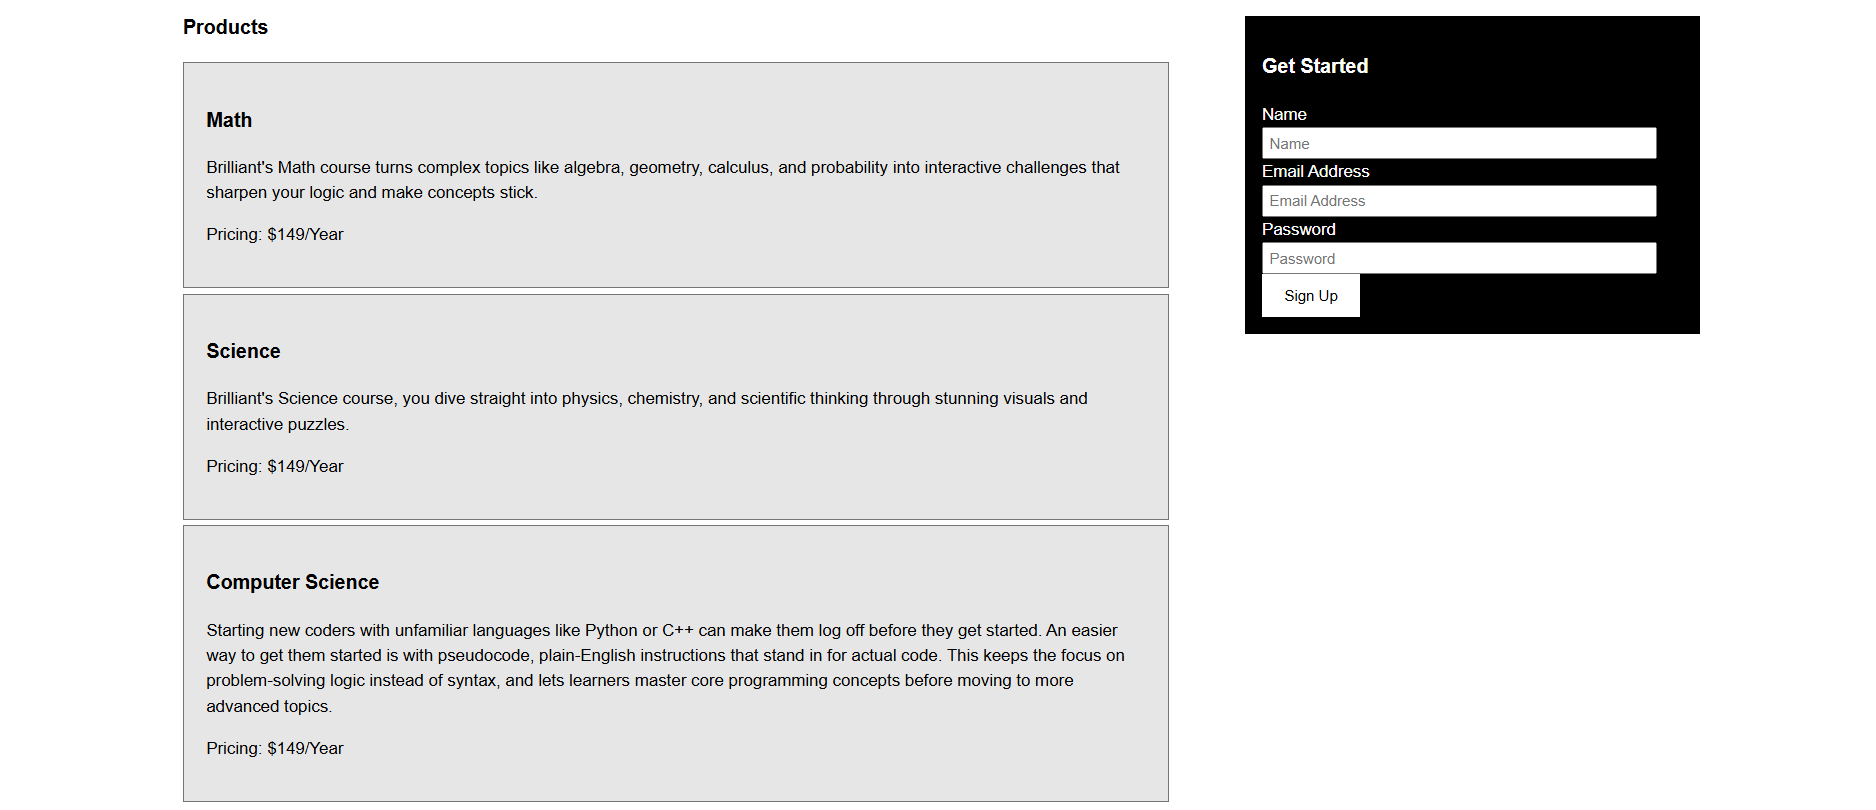 Products
Math
Brilliant's Math course turns complex topics like algebra, geometry, calculus, and probability into interactive challenges that
sharpen your logic and make concepts stick.
Pricing: $149/Year
Science
Brilliant's Science course, you dive straight into physics, chemistry, and scientific thinking through stunning visuals and
interactive puzzles.
Pricing: $149/Year
Computer Science
Starting new coders with unfamiliar languages like Python or C++ can make them log off before they get started. An easier
way to get them started is with pseudocode, plain-English instructions that stand in for actual code. This keeps the focus on
problem-solving logic instead of syntax, and lets learners master core programming concepts before moving to more
advanced topics.
Pricing: $149/Year
Get Started
Name
Name
Email Address
Email Address
Password
Password
Sign Up